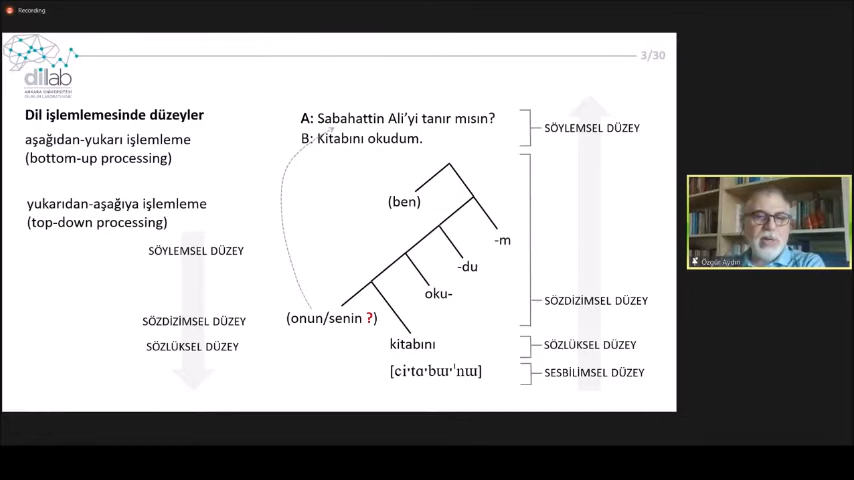 Recording
3/30
dilab
ANKARA ÜNİVERSİTESİ
Dil işlemlemesinde düzeyler
aşağıdan-yukarı işlemleme
(bottom-up processing)
yukarıdan-aşağıya işlemleme
(top-down processing)
SÖYLEMSEL DÜZEY
SÖZDİZİMSEL DÜZEY
SÖZLÜKSEL DÜZEY
A: Sabahattin Ali'yi tanır mısın?
B: Kitabını okudum.
(ben)
-m
-du
oku-
(onun/senin ?)
kitabını
[ciˑtɑˑbɯˈnɯ]
SÖYLEMSEL DÜZEY
SÖZDİZİMSEL DÜZEY
SÖZLÜKSEL DÜZEY
SESBİLİMSEL DÜZEY
Özgür Aydın